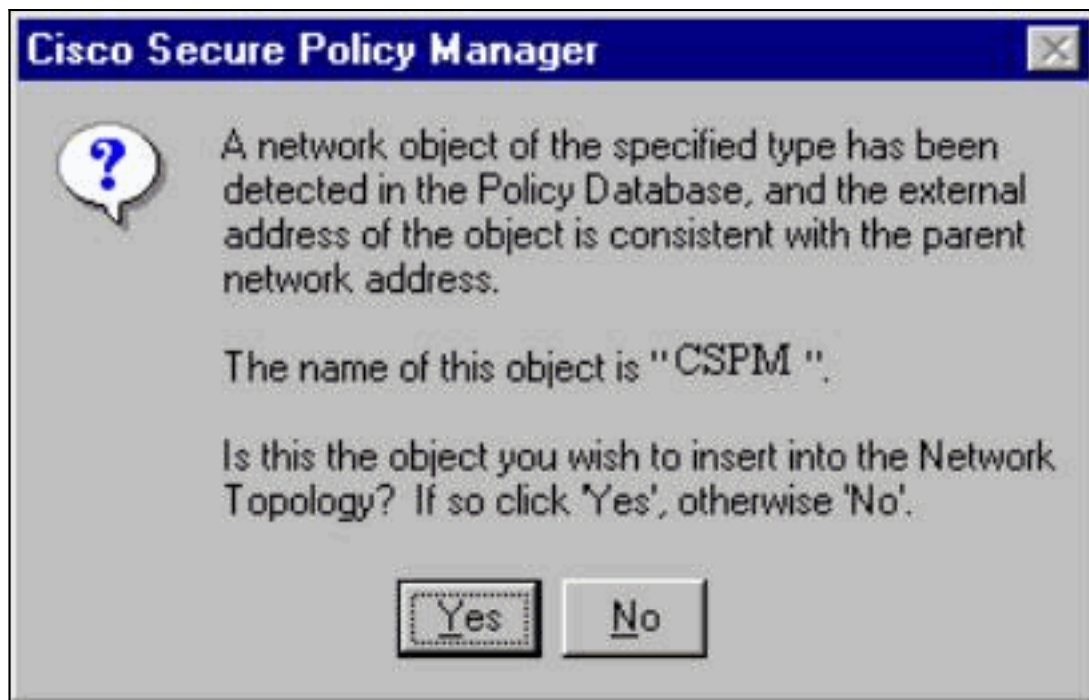 Cisco Secure Policy Manager
A network object of the specified type has been
detected in the Policy Database, and the external
address of the object is consistent with the parent
network address.
The name of this object is "CSPM ".
Is this the object you wish to insert into the Network
Topology? If so click 'Yes', otherwise 'No'.
Yes
No